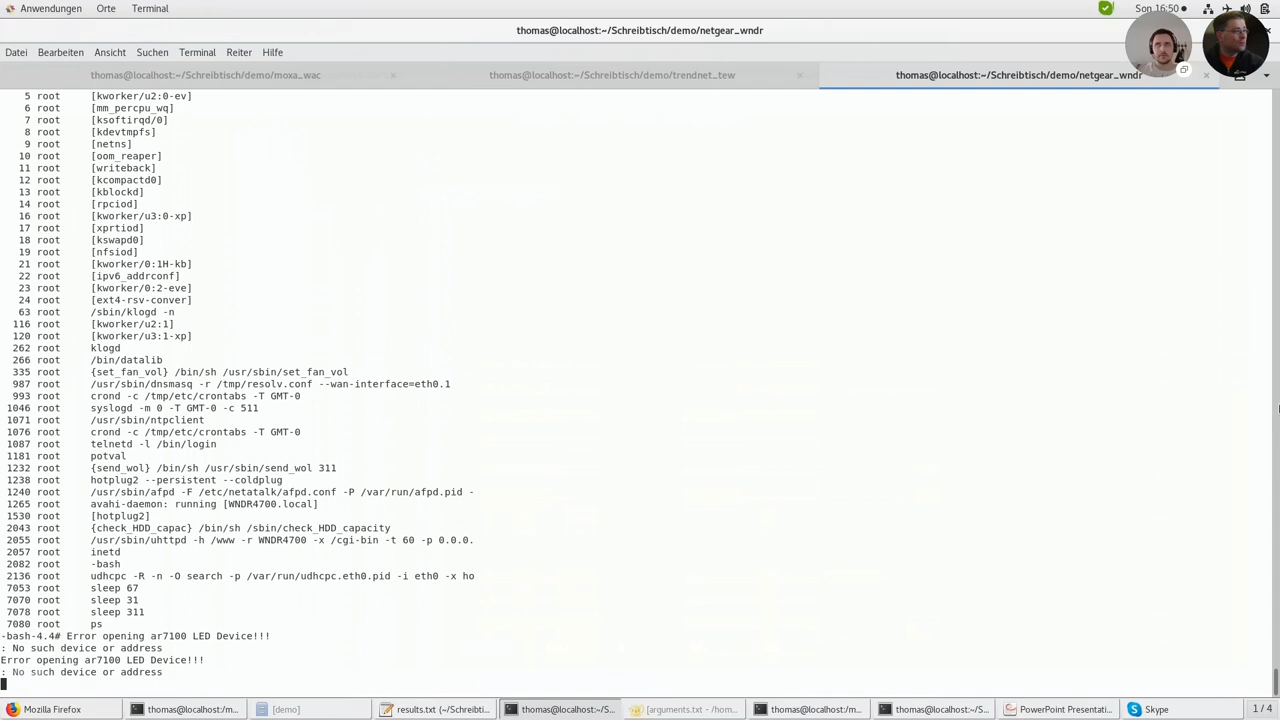 Anwendungen Orte Terminal Son 16:50
thomas@localhost:~/Schreibtisch/demo/netgear_wndr
Datei Bearbeiten Ansicht Suchen Terminal Reiter Hilfe
thomas@localhost:~/Schreibtisch/demo/moxa_wac thomas@localhost:~/Schreibtisch/demo/trendnet_tew thomas@localhost:~/Schreibtisch/demo/netgear_wndr
5 root [kworker/u2:0-ev]
6 root [mm_percpu_wq]
7 root [ksoftirqd/0]
8 root [kdevtmpfs]
9 root [netns]
10 root [oom_reaper]
11 root [writeback]
12 root [kcompactd0]
13 root [kblockd]
14 root [rpciod]
16 root [kworker/u3:0-xp]
17 root [xprtiod]
18 root [kswapd0]
19 root [nfsiod]
21 root [kworker/0:1H-kb]
22 root [ipv6_addrconf]
23 root [kworker/0:2-eve]
24 root [ext4-rsv-conver]
63 root /sbin/klogd -n
116 root [kworker/u2:1]
120 root [kworker/u3:1-xp]
262 root klogd
266 root /bin/datalib
335 root {set_fan_vol} /bin/sh /usr/sbin/set_fan_vol
987 root /usr/sbin/dnsmasq -r /tmp/resolv.conf --wan-interface=eth0.1
993 root crond -c /tmp/etc/crontabs -T GMT-0
1046 root syslogd -m 0 -T GMT-0 -c 511
1071 root /usr/sbin/ntpclient
1076 root crond -c /tmp/etc/crontabs -T GMT-0
1087 root telnetd -l /bin/login
1181 root potval
1232 root {send_wol} /bin/sh /usr/sbin/send_wol 311
1238 root hotplug2 --persistent --coldplug
1240 root /usr/sbin/afpd -F /etc/netatalk/afpd.conf -P /var/run/afpd.pid -
1265 root avahi-daemon: running [WNDR4700.local]
1530 root [hotplug2]
2043 root {check_HDD_capac} /bin/sh /sbin/check_HDD_capacity
2055 root /usr/sbin/uhttpd -h /www -r WNDR4700 -x /cgi-bin -t 60 -p 0.0.0.
2057 root inetd
2082 root -bash
2136 root udhcpc -R -n -O search -p /var/run/udhcpc.eth0.pid -i eth0 -x ho
7053 root sleep 67
7070 root sleep 31
7078 root sleep 311
7080 root ps
-bash-4.4# Error opening ar7100 LED Device!!!
: No such device or address
Error opening ar7100 LED Device!!!
: No such device or address
Mozilla Firefox thomas@localhost:/m... [demo] results.txt (~/Schreibti... thomas@localhost:~/S... [arguments.txt - /hom... thomas@localhost:/m... thomas@localhost:~/S... PowerPoint Presentati... Skype 1 / 4